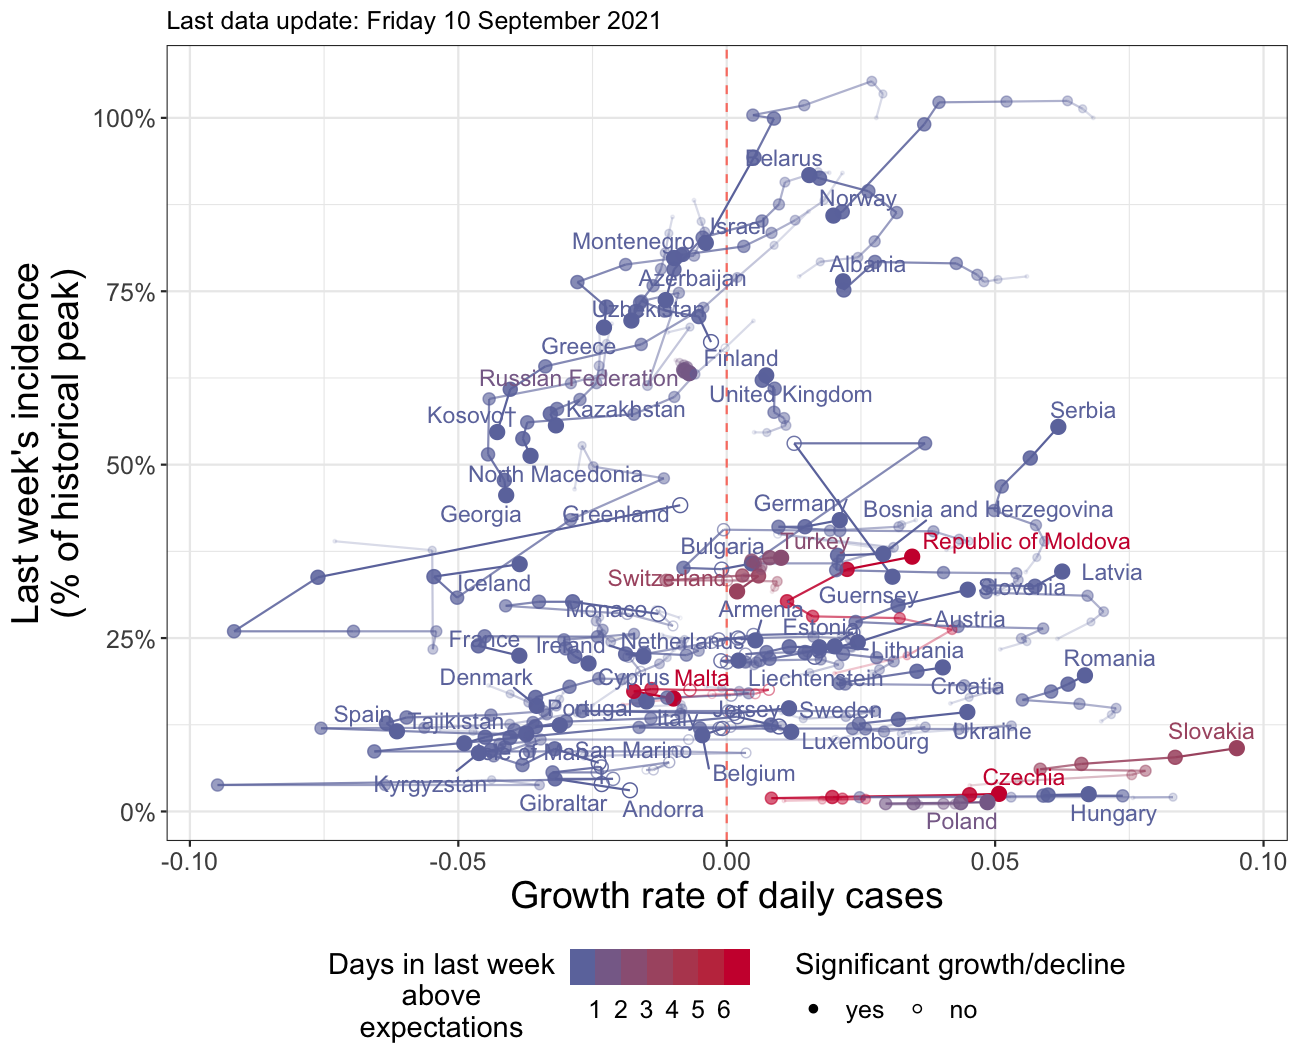 Last data update: Friday 10 September 2021
Last week's incidence
(% of historical peak)
100%
75%
50%
25%
0%
Belarus
Norway
Israel
Montenegro
Albania
Azerbaijan
Uzbekistan
Greece
Finland
Russian Federation
United Kingdom
Kosovo†
Kazakhstan
Serbia
North Macedonia
Germany
Georgia
Greenland
Bosnia and Herzegovina
Bulgaria
Turkey
Republic of Moldova
Iceland
Switzerland
Latvia
Slovenia
Guernsey
Monaco
Armenia
Austria
Estonia
France
Ireland
Netherlands
Lithuania
Romania
Denmark
Cyprus
Malta
Liechtenstein
Croatia
Spain
Tajikistan
Portugal
Italy
Jersey
Sweden
Ukraine
Slovakia
Luxembourg
San Marino
Kyrgyzstan
Belgium
Czechia
Gibraltar
Andorra
Poland
Hungary
-0.10
-0.05
0.00
0.05
0.10
Growth rate of daily cases
Days in last week
above
expectations
1 2 3 4 5 6
Significant growth/decline
yes
no